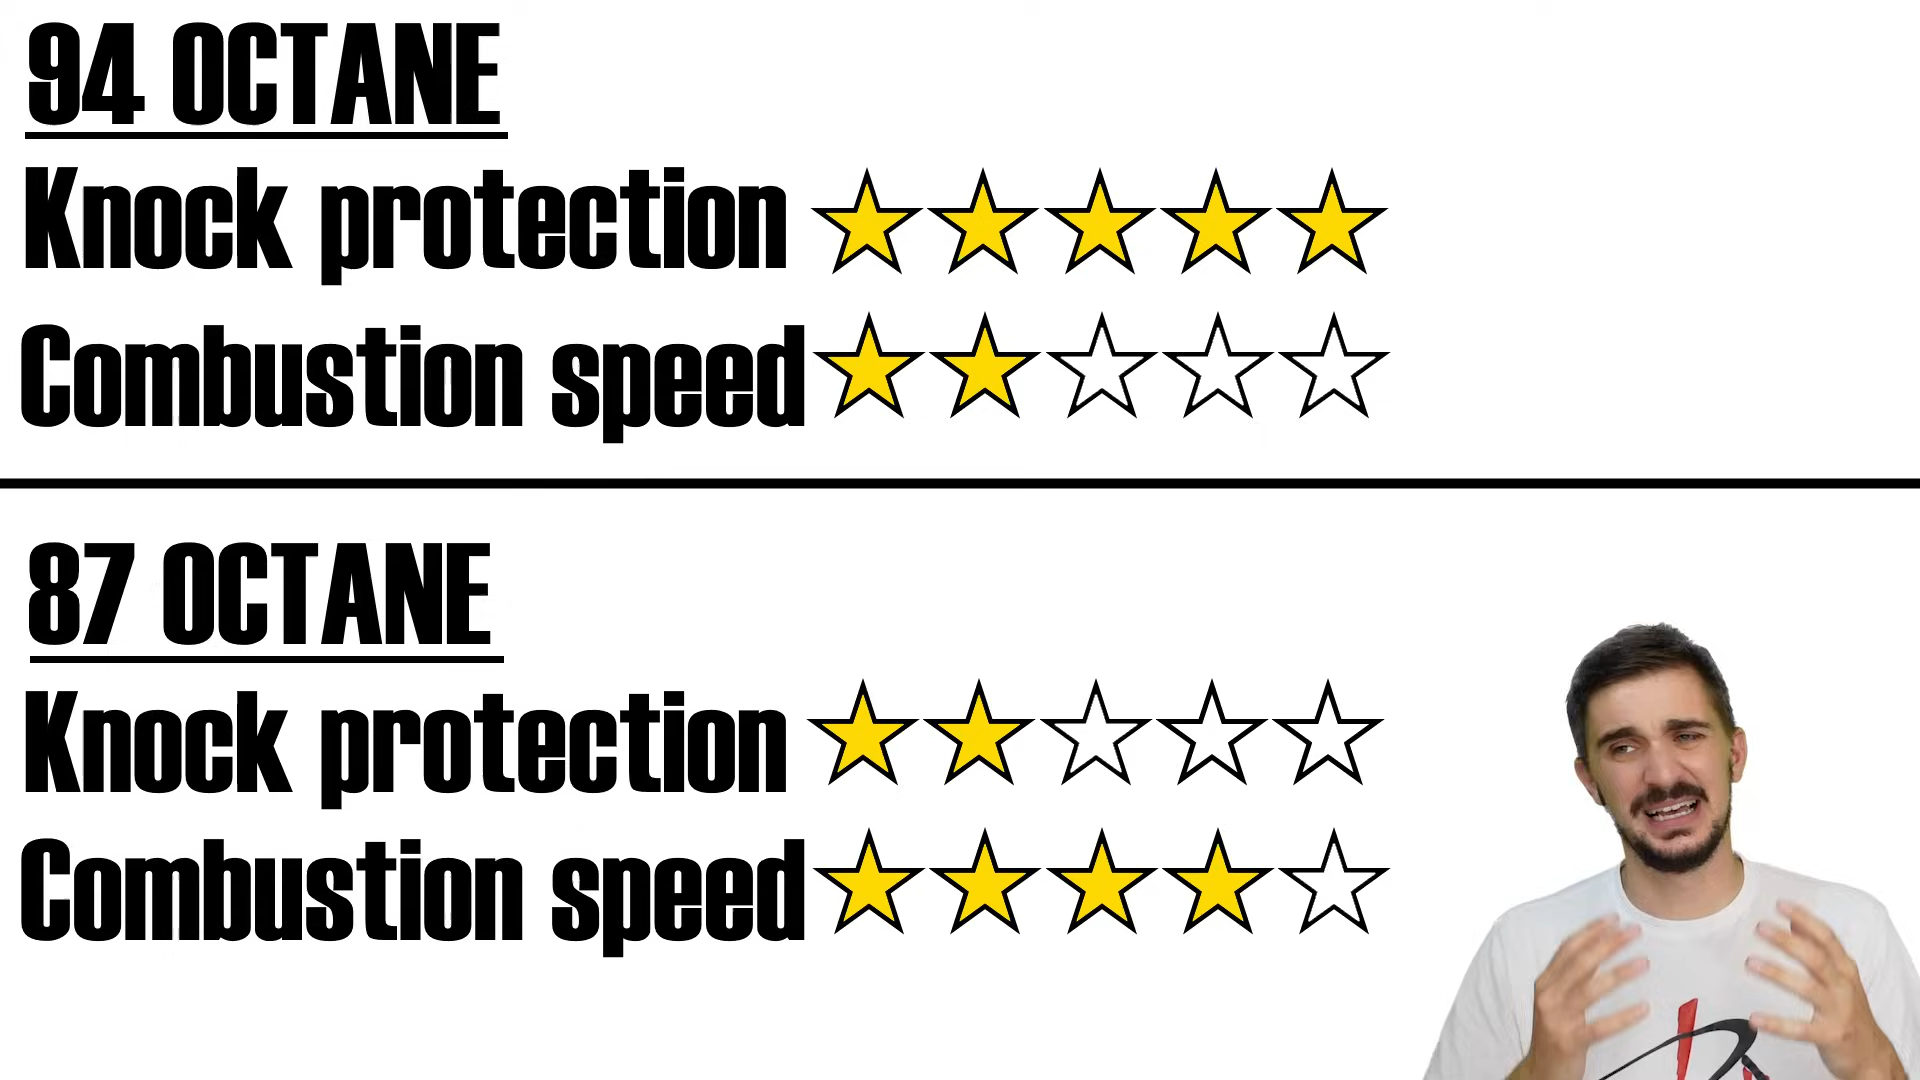 94 OCTANE
Knock protection
Combustion speed
87 OCTANE
Knock protection
Combustion speed